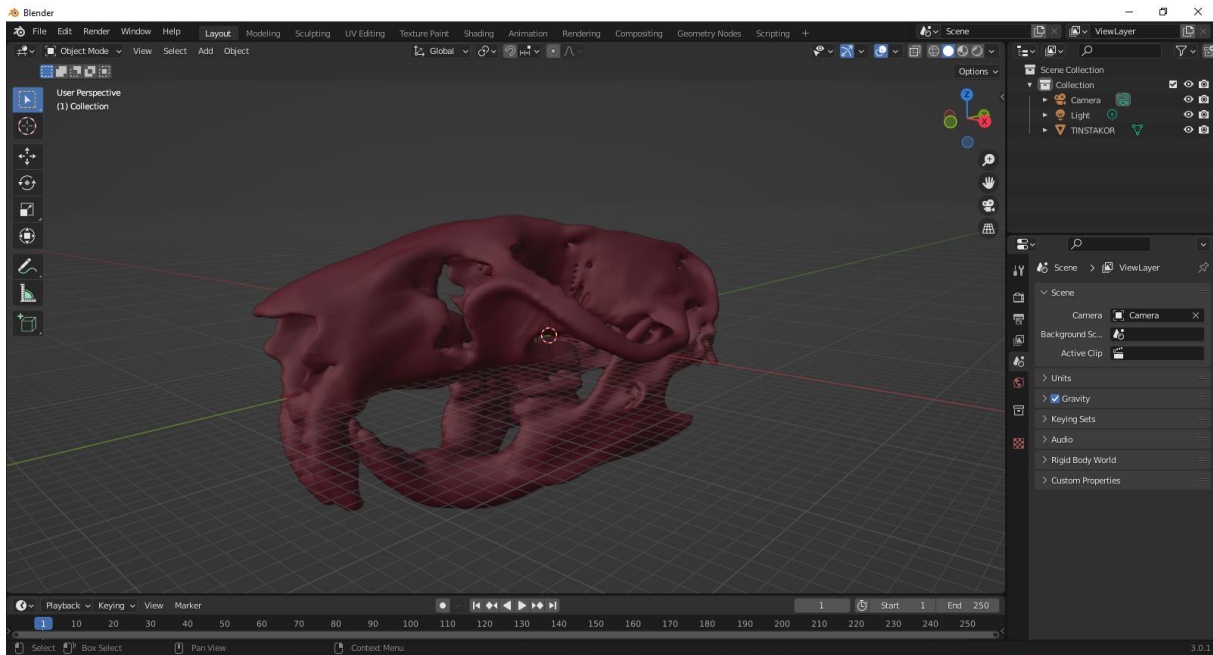 Blender
File Edit Render Window Help Layout Modeling Sculpting UV Editing Texture Paint Shading Animation Rendering Compositing Geometry Nodes Scripting + Scene ViewLayer
Object Mode View Select Add Object Global
Options
User Perspective
(1) Collection
Z
X
Scene Collection
Collection
Camera
Light
TINSTAKOR
Scene > ViewLayer
Scene
Camera Camera
Background Sc...
Active Clip
Units
Gravity
Keying Sets
Audio
Rigid Body World
Custom Properties
Playback Keying View Marker 1 Start 1 End 250
1 10 20 30 40 50 60 70 80 90 100 110 120 130 140 150 160 170 180 190 200 210 220 230 240 250
Select Box Select Pan View Context Menu 3.0.1